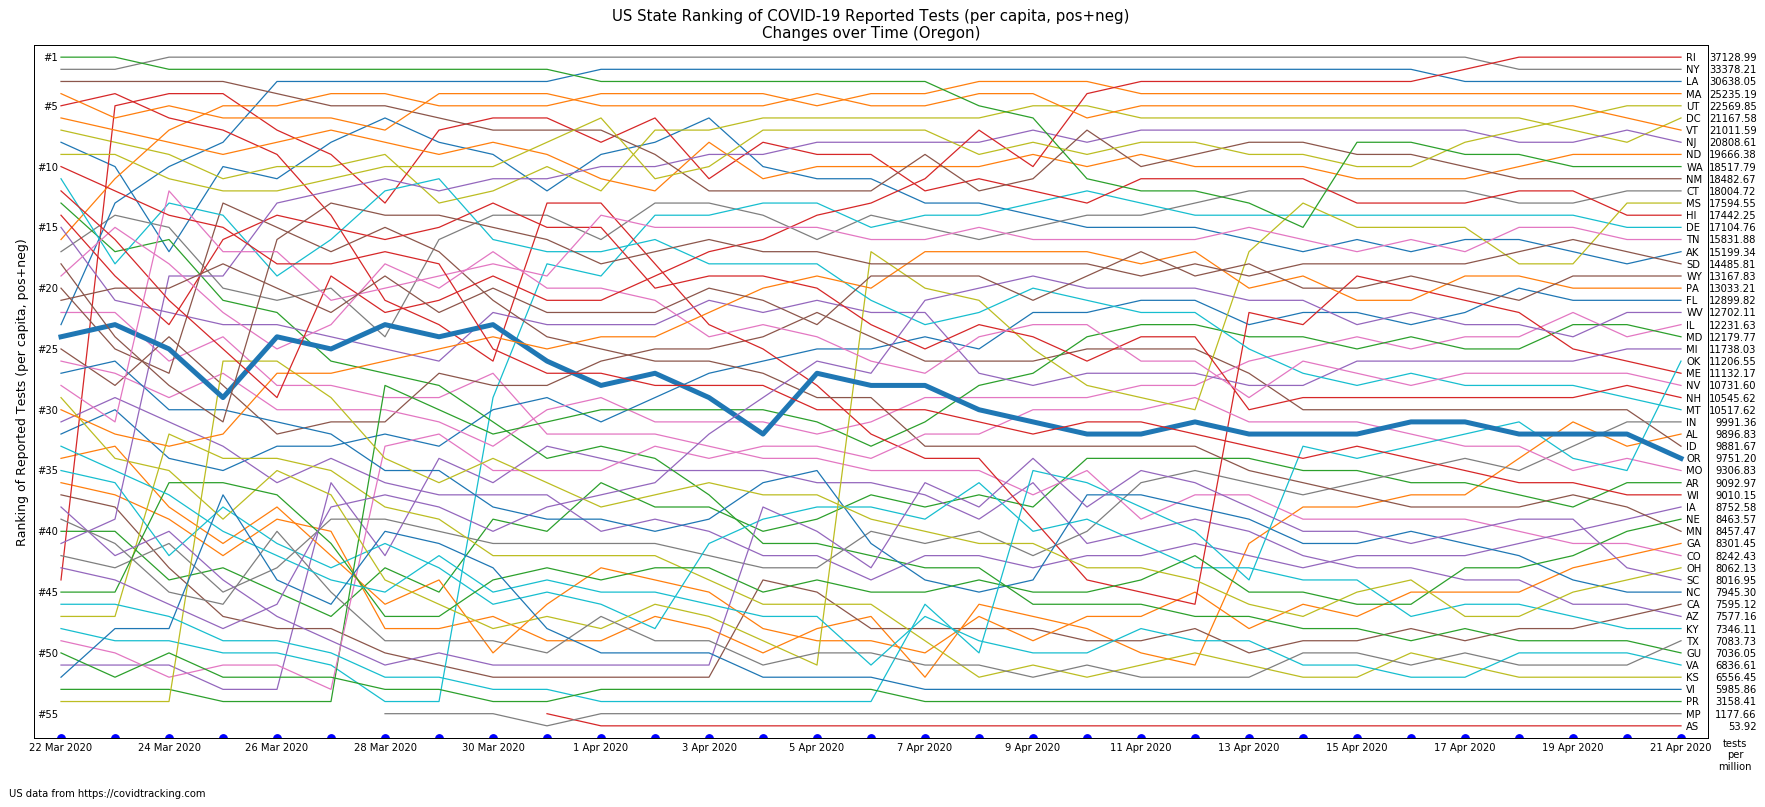 US State Ranking of COVID-19 Reported Tests (per capita, pos+neg)
Changes over Time (Oregon)
Ranking of Reported Tests (per capita, pos+neg)
#1
#5
#10
#15
#20
#25
#30
#35
#40
#45
#50
#55
RI 37128.99
NY 33378.21
LA 30638.05
MA 25235.19
UT 22569.85
DC 21167.58
VT 21011.59
NJ 20808.61
ND 19666.38
WA 18517.79
NM 18482.67
CT 18004.72
MS 17594.55
HI 17442.25
DE 17104.76
TN 15831.88
AK 15199.34
SD 14485.81
WY 13167.83
PA 13033.21
FL 12899.82
WV 12702.11
IL 12231.63
MD 12179.77
MI 11738.03
OK 11206.55
ME 11132.17
NV 10731.60
NH 10545.62
MT 10517.62
IN 9991.36
AL 9896.83
ID 9881.67
OR 9751.20
MO 9306.83
AR 9092.97
WI 9010.15
IA 8752.58
NE 8463.57
MN 8457.47
GA 8301.45
CO 8242.43
OH 8062.13
SC 8016.95
NC 7945.30
CA 7595.12
AZ 7577.16
KY 7346.11
TX 7083.73
GU 7036.05
VA 6836.61
KS 6556.45
VI 5985.86
PR 3158.41
MP 1177.66
AS 53.92
22 Mar 2020
24 Mar 2020
26 Mar 2020
28 Mar 2020
30 Mar 2020
1 Apr 2020
3 Apr 2020
5 Apr 2020
7 Apr 2020
9 Apr 2020
11 Apr 2020
13 Apr 2020
15 Apr 2020
17 Apr 2020
19 Apr 2020
21 Apr 2020
tests
per
million
US data from https://covidtracking.com